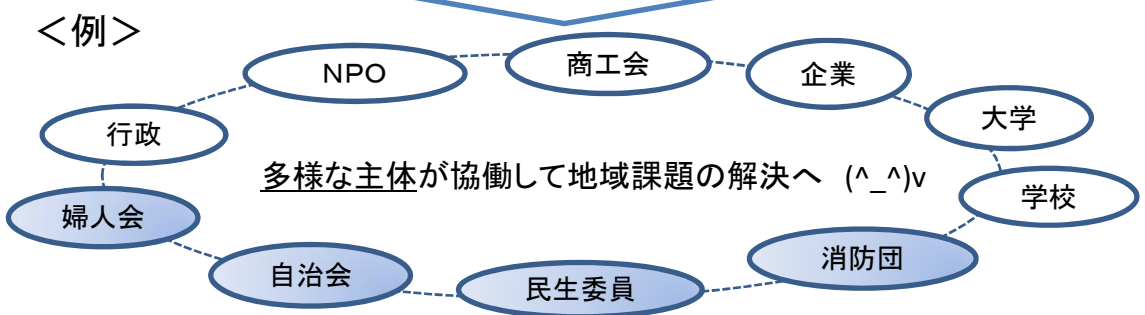 ＜例＞
NPO
商工会
企業
行政
大学
多様な主体が協働して地域課題の解決へ (^_^)v
学校
婦人会
消防団
自治会
民生委員